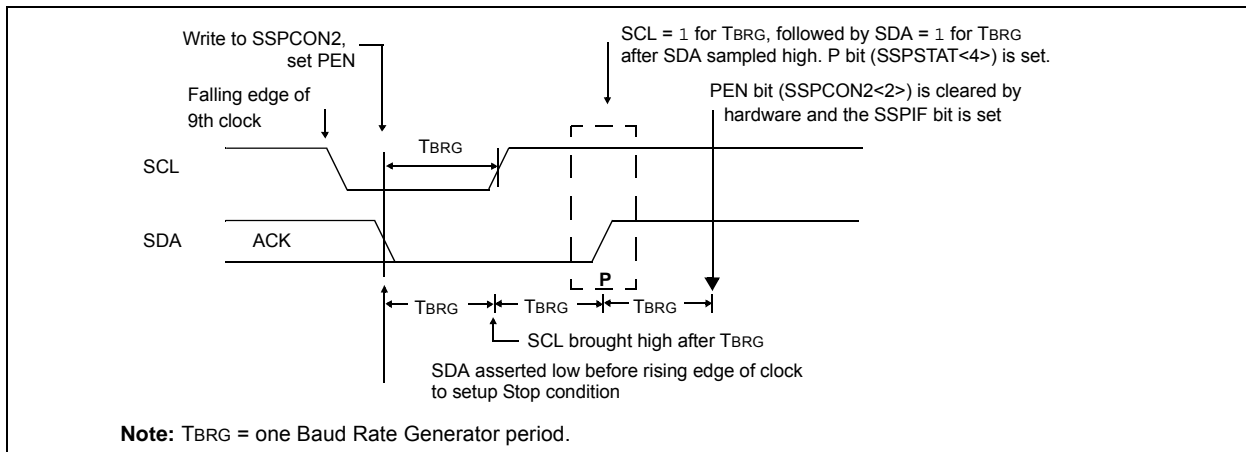 Write to SSPCON2,
set PEN
SCL = 1 for TBRG, followed by SDA = 1 for TBRG
after SDA sampled high. P bit (SSPSTAT<4>) is set.
Falling edge of
9th clock
PEN bit (SSPCON2<2>) is cleared by
hardware and the SSPIF bit is set
TBRG
SCL
SDA
ACK
P
TBRG
TBRG
TBRG
SCL brought high after TBRG
SDA asserted low before rising edge of clock
to setup Stop condition
Note: TBRG = one Baud Rate Generator period.